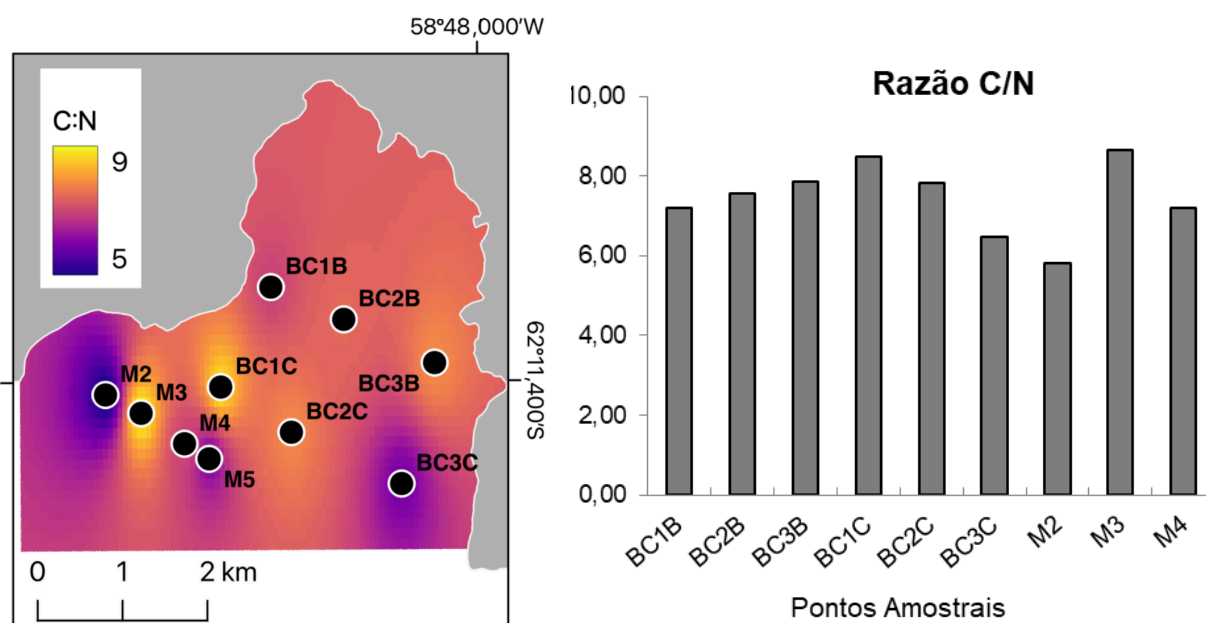 58°48,000'W
C:N
9
5
BC1B
BC2B
BC1C
BC3B
M2
M3
BC2C
M4
BC3C
M5
62°11,400'S
0 1 2 km
Razão C/N
10,00
8,00
6,00
4,00
2,00
0,00
BC1B BC2B BC3B BC1C BC2C BC3C M2 M3 M4
Pontos Amostrais